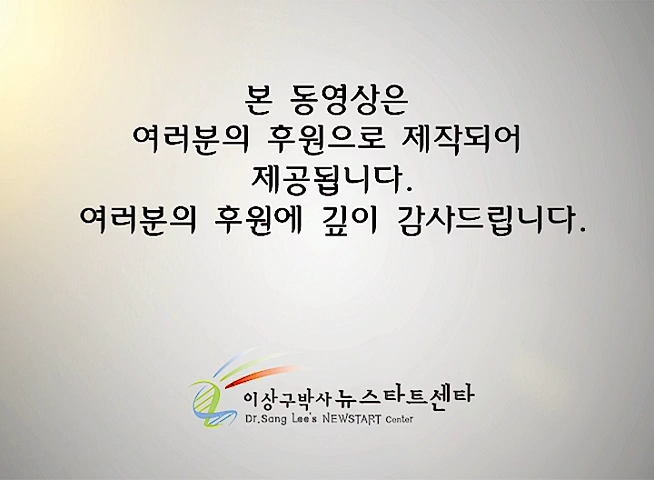 본 동영상은
여러분의 후원으로 제작되어
제공됩니다.
여러분의 후원에 깊이 감사드립니다.
이상구박사 뉴스타트센타
Dr.Sang Lee's NEWSTART Center